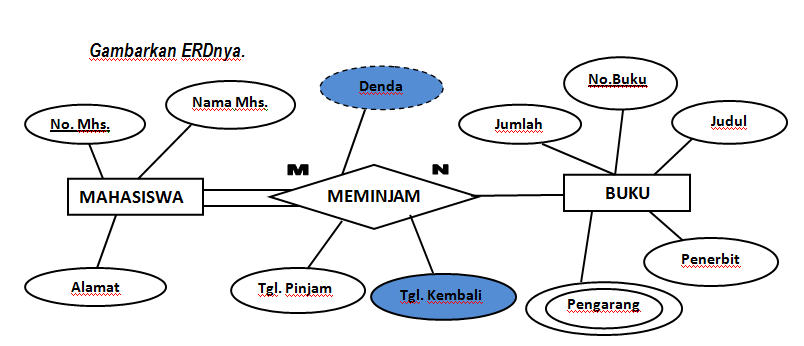 Gambarkan ERDnya.
Denda
No.Buku
Nama Mhs.
No. Mhs.
Jumlah
Judul
M
N
MAHASISWA
MEMINJAM
BUKU
Alamat
Tgl. Pinjam
Tgl. Kembali
Pengarang
Penerbit